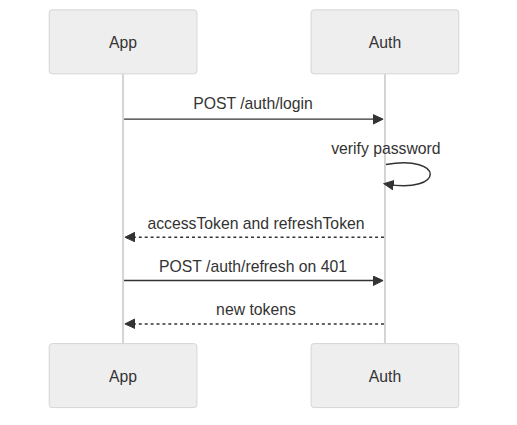 App
Auth
POST /auth/login
verify password
accessToken and refreshToken
POST /auth/refresh on 401
new tokens
App
Auth